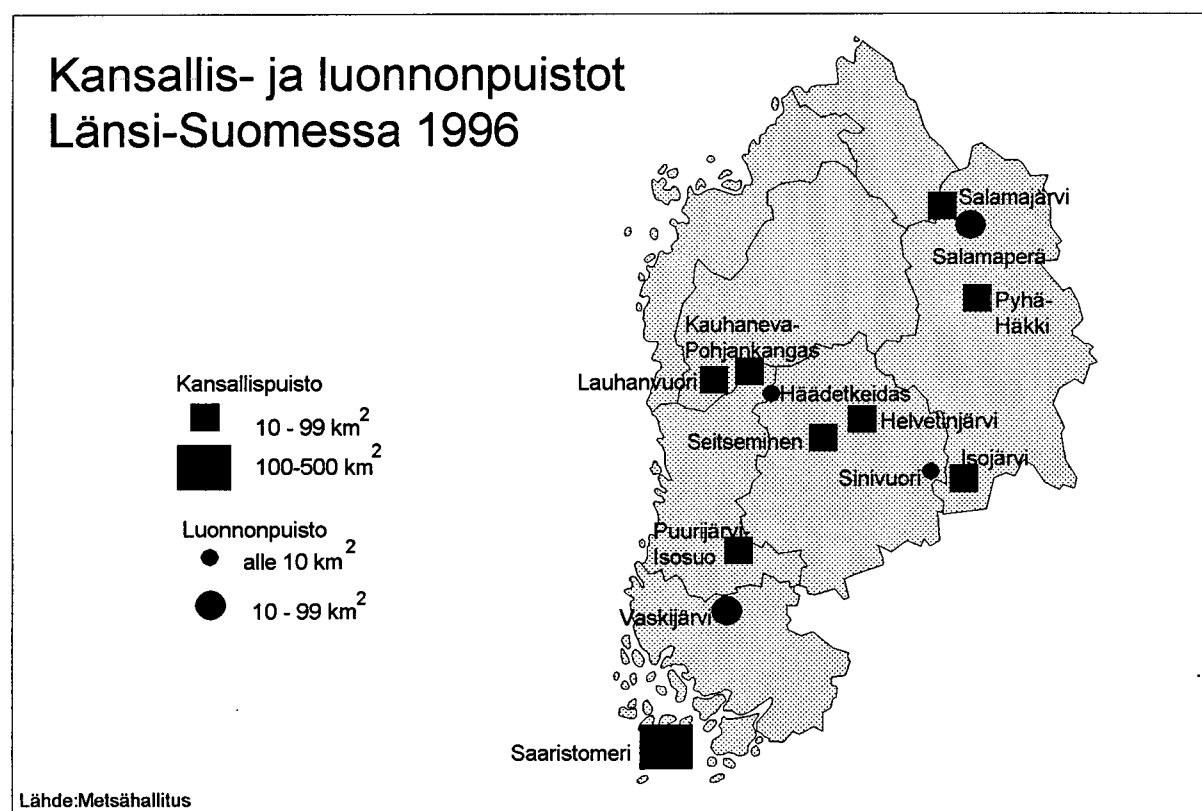 Kansallis- ja luonnonpuistot
Länsi-Suomessa 1996
Salamajärvi
Salamaperä
Pyhä-
Häkki
Kauhaneva-
Pohjankangas
Lauhanvuori
Häädetkeidas
Helvetinjärvi
Seitseminen
Isojärvi
Sinivuori
Puurijärvi-
Isosuo
Vaskijärvi
Saaristomeri
Kansallispuisto
10 - 99 km²
100-500 km²
Luonnonpuisto
alle 10 km²
10 - 99 km²
Lähde:Metsähallitus